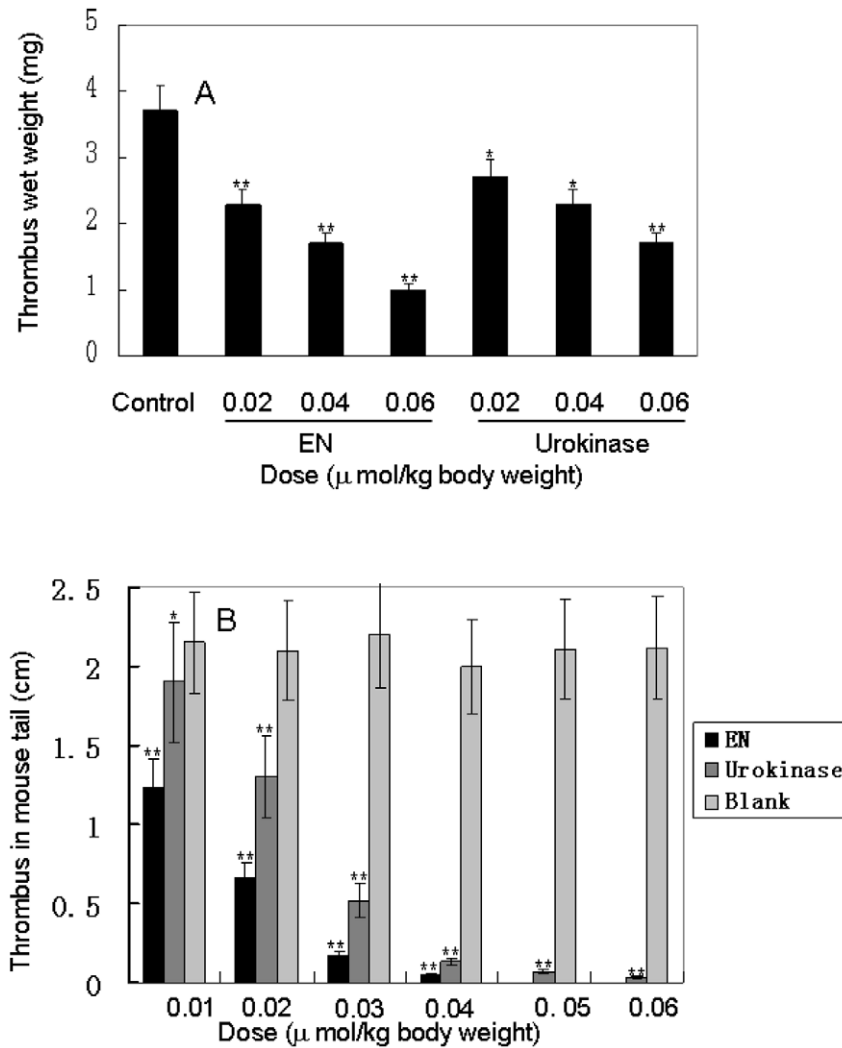 Thrombus wet weight (mg)
5
4
3
2
1
0
A
**
**
**
*
*
**
Control 0.02 0.04 0.06 0.02 0.04 0.06
EN Urokinase
Dose (μ mol/kg body weight)
Thrombus in mouse tail (cm)
2.5
2
1.5
1
0.5
0
B
**
*
**
**
**
**
**
**
**
**
EN
Urokinase
Blank
0.01 0.02 0.03 0.04 0.05 0.06
Dose (μ mol/kg body weight)